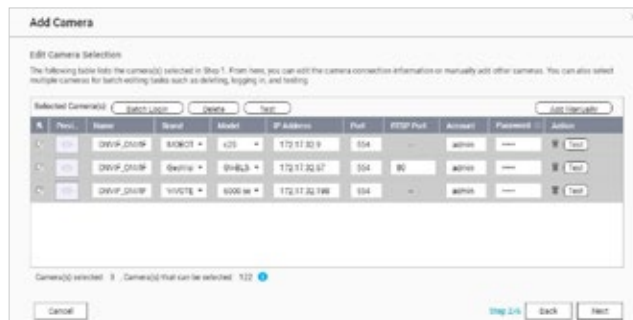 Add Camera
Edit Camera Selection
The following table lists the camera(s) selected in Step 1. From here, you can edit the camera connection information or manually add other cameras. You can also select
multiple cameras for batch editing tasks such as deleting, logging in, and testing.
Selected Camera(s): Batch Login Delete Test Add Manually
Name Brand Model IP Address Port RTSP Port Account Password Action
ONVIF_ONVIF 172.17.32.9 554 admin Test
ONVIF_ONVIF 172.17.32.57 554 80 admin Test
ONVIF_ONVIF 172.17.32.198 554 admin Test
Camera(s) selected: 3 , Camera(s) that can be selected: 122
Cancel Step 2/6 Back Next